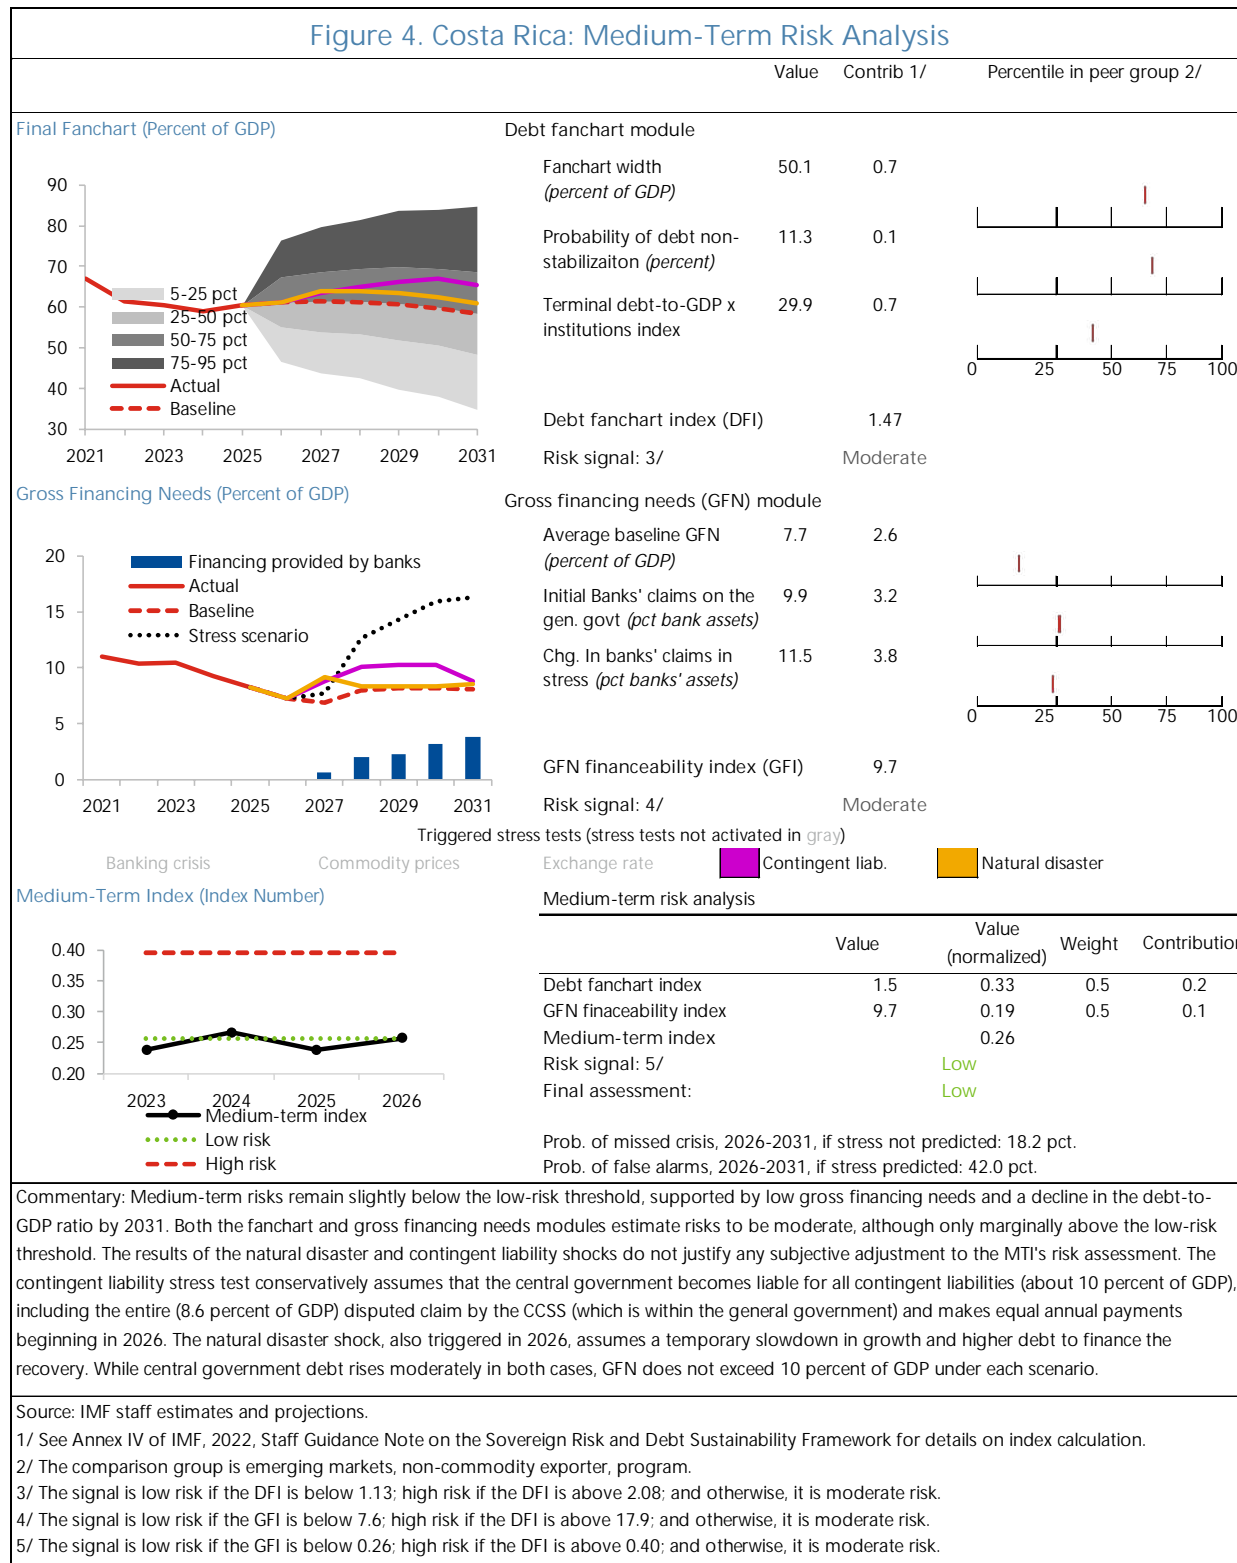 Figure 4. Costa Rica: Medium-Term Risk Analysis
Value Contrib 1/ Percentile in peer group 2/
Final Fanchart (Percent of GDP)
90
80
70
60
50
40
30
5-25 pct
25-50 pct
50-75 pct
75-95 pct
Actual
Baseline
2021 2023 2025 2027 2029 2031
Debt fanchart module
Fanchart width 50.1 0.7
(percent of GDP)
Probability of debt non- 11.3 0.1
stabilizaiton (percent)
Terminal debt-to-GDP x 29.9 0.7
institutions index
0 25 50 75 100
Debt fanchart index (DFI) 1.47
Risk signal: 3/ Moderate
Gross Financing Needs (Percent of GDP)
20
15
10
5
0
Financing provided by banks
Actual
Baseline
Stress scenario
2021 2023 2025 2027 2029 2031
Gross financing needs (GFN) module
Average baseline GFN 7.7 2.6
(percent of GDP)
Initial Banks' claims on the 9.9 3.2
gen. govt (pct bank assets)
Chg. In banks' claims in 11.5 3.8
stress (pct banks' assets)
0 25 50 75 100
GFN financeability index (GFI) 9.7
Risk signal: 4/ Moderate
Triggered stress tests (stress tests not activated in gray)
Banking crisis Commodity prices Exchange rate Contingent liab. Natural disaster
Medium-Term Index (Index Number)
0.40
0.35
0.30
0.25
0.20
2023 2024 2025 2026
Medium-term index
Low risk
High risk
Medium-term risk analysis
Value Value (normalized) Weight Contribution
Debt fanchart index 1.5 0.33 0.5 0.2
GFN finaceability index 9.7 0.19 0.5 0.1
Medium-term index 0.26
Risk signal: 5/ Low
Final assessment: Low
Prob. of missed crisis, 2026-2031, if stress not predicted: 18.2 pct.
Prob. of false alarms, 2026-2031, if stress predicted: 42.0 pct.
Commentary: Medium-term risks remain slightly below the low-risk threshold, supported by low gross financing needs and a decline in the debt-to-
GDP ratio by 2031. Both the fanchart and gross financing needs modules estimate risks to be moderate, although only marginally above the low-risk
threshold. The results of the natural disaster and contingent liability shocks do not justify any subjective adjustment to the MTI's risk assessment. The
contingent liability stress test conservatively assumes that the central government becomes liable for all contingent liabilities (about 10 percent of GDP),
including the entire (8.6 percent of GDP) disputed claim by the CCSS (which is within the general government) and makes equal annual payments
beginning in 2026. The natural disaster shock, also triggered in 2026, assumes a temporary slowdown in growth and higher debt to finance the
recovery. While central government debt rises moderately in both cases, GFN does not exceed 10 percent of GDP under each scenario.
Source: IMF staff estimates and projections.
1/ See Annex IV of IMF, 2022, Staff Guidance Note on the Sovereign Risk and Debt Sustainability Framework for details on index calculation.
2/ The comparison group is emerging markets, non-commodity exporter, program.
3/ The signal is low risk if the DFI is below 1.13; high risk if the DFI is above 2.08; and otherwise, it is moderate risk.
4/ The signal is low risk if the GFI is below 7.6; high risk if the DFI is above 17.9; and otherwise, it is moderate risk.
5/ The signal is low risk if the GFI is below 0.26; high risk if the DFI is above 0.40; and otherwise, it is moderate risk.